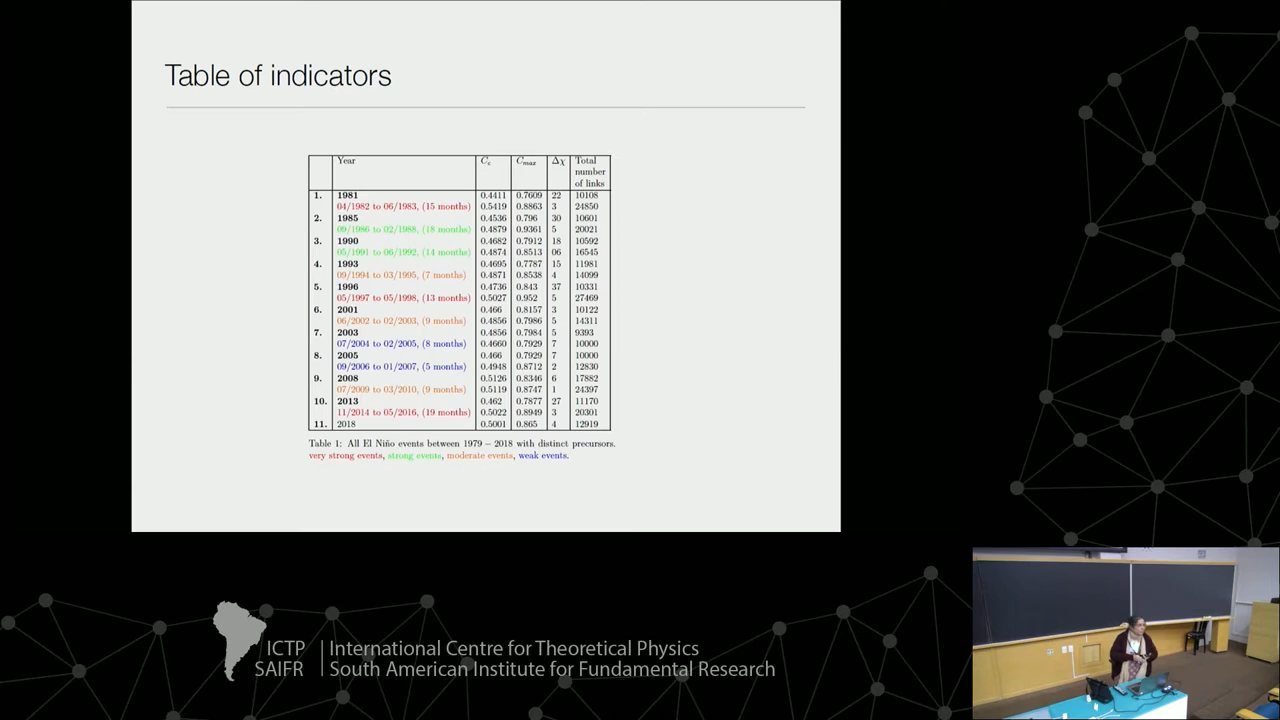 Table of indicators
Year C_c C_max Δχ Total number of links
1. 1981 0.4411 0.7609 22 10108
04/1982 to 06/1983, (15 months) 0.5419 0.8863 3 24850
2. 1985 0.4536 0.796 30 10601
09/1986 to 02/1988, (18 months) 0.4879 0.9361 5 20021
3. 1990 0.4682 0.7912 18 10592
05/1991 to 06/1992, (14 months) 0.4874 0.8513 06 16545
4. 1993 0.4695 0.7787 15 11981
09/1994 to 03/1995, (7 months) 0.4871 0.8538 4 14099
5. 1996 0.4736 0.843 37 10331
05/1997 to 05/1998, (13 months) 0.5027 0.952 5 27469
6. 2001 0.466 0.8157 3 10122
06/2002 to 02/2003, (9 months) 0.4856 0.7986 5 14311
7. 2003 0.4856 0.7984 5 9393
07/2004 to 02/2005, (8 months) 0.4660 0.7929 7 10000
8. 2005 0.466 0.7929 7 10000
09/2006 to 01/2007, (5 months) 0.4948 0.8712 2 12830
9. 2008 0.5126 0.8346 6 17882
07/2009 to 03/2010, (9 months) 0.5119 0.8747 1 24397
10. 2013 0.462 0.7877 27 11170
11/2014 to 05/2016, (19 months) 0.5022 0.8949 3 20301
11. 2018 0.5001 0.865 4 12919
Table 1: All El Niño events between 1979 − 2018 with distinct precursors.
very strong events, strong events, moderate events, weak events.
ICTP International Centre for Theoretical Physics
SAIFR South American Institute for Fundamental Research